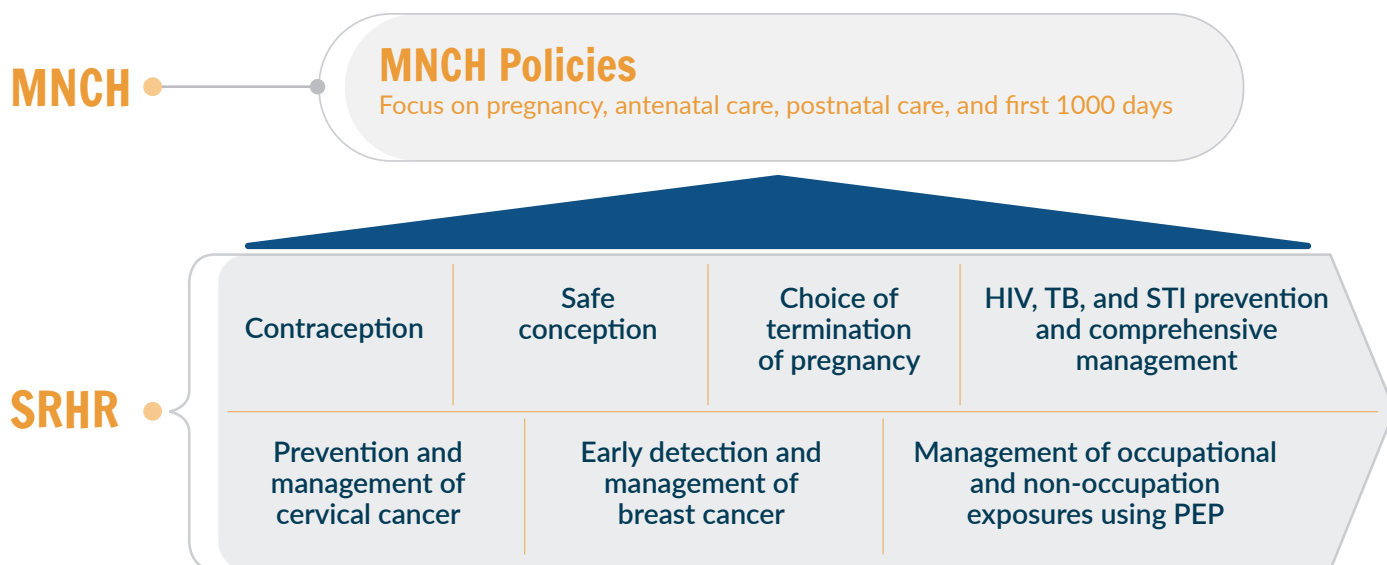 MNCH
MNCH Policies
Focus on pregnancy, antenatal care, postnatal care, and first 1000 days
SRHR
Contraception
Safe
conception
Choice of
termination
of pregnancy
HIV, TB, and STI prevention
and comprehensive
management
Prevention and
management of
cervical cancer
Early detection and
management of
breast cancer
Management of occupational
and non-occupation
exposures using PEP